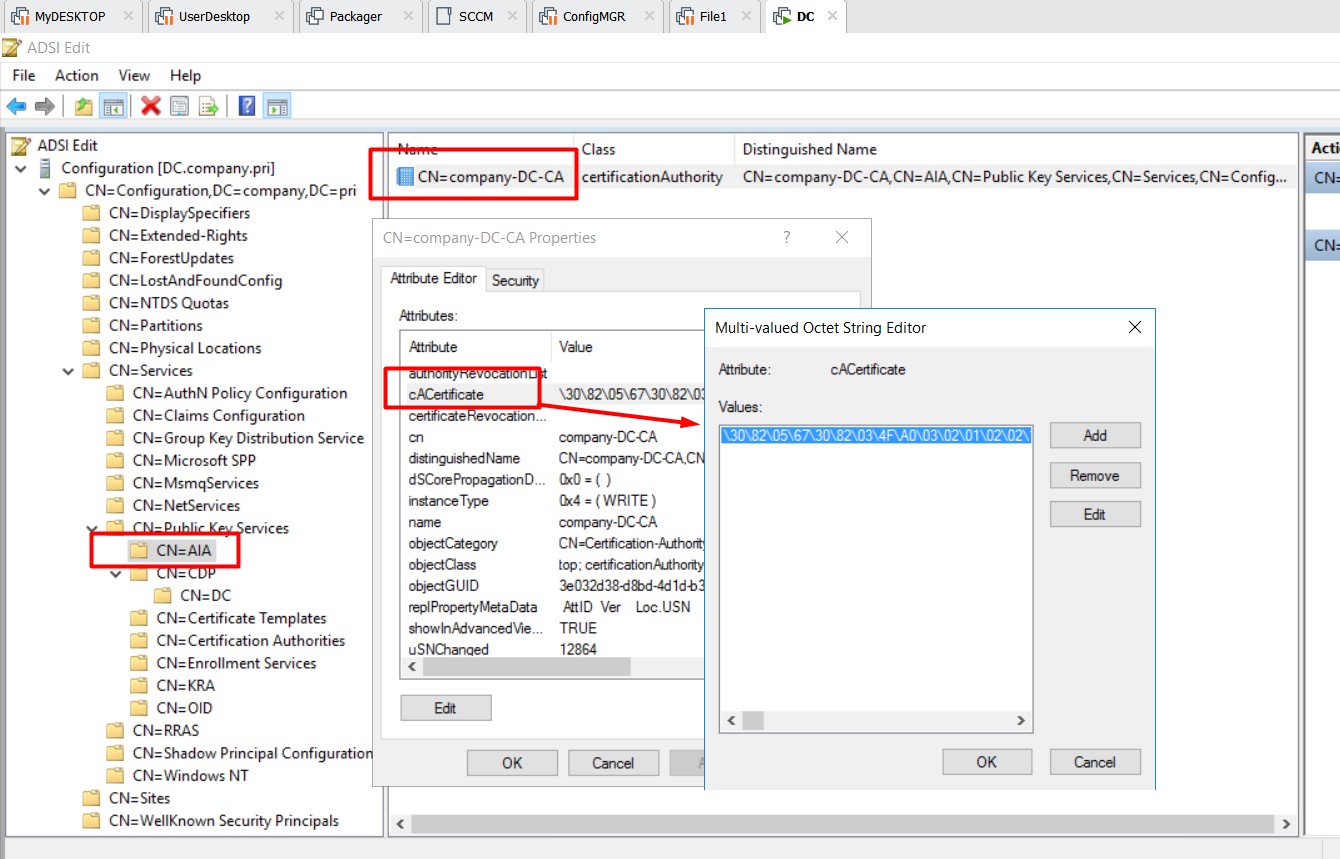 MyDESKTOP UserDesktop Packager SCCM ConfigMGR File1 DC
ADSI Edit
File Action View Help
ADSI Edit
Configuration [DC.company.pri]
CN=Configuration,DC=company,DC=pri
CN=DisplaySpecifiers
CN=Extended-Rights
CN=ForestUpdates
CN=LostAndFoundConfig
CN=NTDS Quotas
CN=Partitions
CN=Physical Locations
CN=Services
CN=AuthN Policy Configuration
CN=Claims Configuration
CN=Group Key Distribution Service
CN=Microsoft SPP
CN=MsmqServices
CN=NetServices
CN=Public Key Services
CN=AIA
CN=CDP
CN=DC
CN=Certificate Templates
CN=Certification Authorities
CN=Enrollment Services
CN=KRA
CN=OID
CN=RRAS
CN=Shadow Principal Configuration
CN=Windows NT
CN=Sites
CN=WellKnown Security Principals
Name Class Distinguished Name
CN=company-DC-CA certificationAuthority CN=company-DC-CA,CN=AIA,CN=Public Key Services,CN=Services,CN=Config...
Acti
CN=
CN=
CN=company-DC-CA Properties ?
Attribute Editor Security
Attributes:
Attribute Value
authorityRevocationList
cACertificate \30\82\05\67\30\82\03
certificateRevocation...
cn company-DC-CA
distinguishedName CN=company-DC-CA,CN
dSCorePropagationD... 0x0 = ( )
instanceType 0x4 = ( WRITE )
name company-DC-CA
objectCategory CN=Certification-Authority
objectClass top; certificationAuthority
objectGUID 3e032d38-d8bd-4d1d-b3
replPropertyMetaData AttID Ver Loc.USN
showInAdvancedVie... TRUE
uSNChanged 12864
Edit
OK Cancel A
Multi-valued Octet String Editor
Attribute: cACertificate
Values:
\30\82\05\67\30\82\03\4F\A0\03\02\01\02\02\
Add
Remove
Edit
OK Cancel